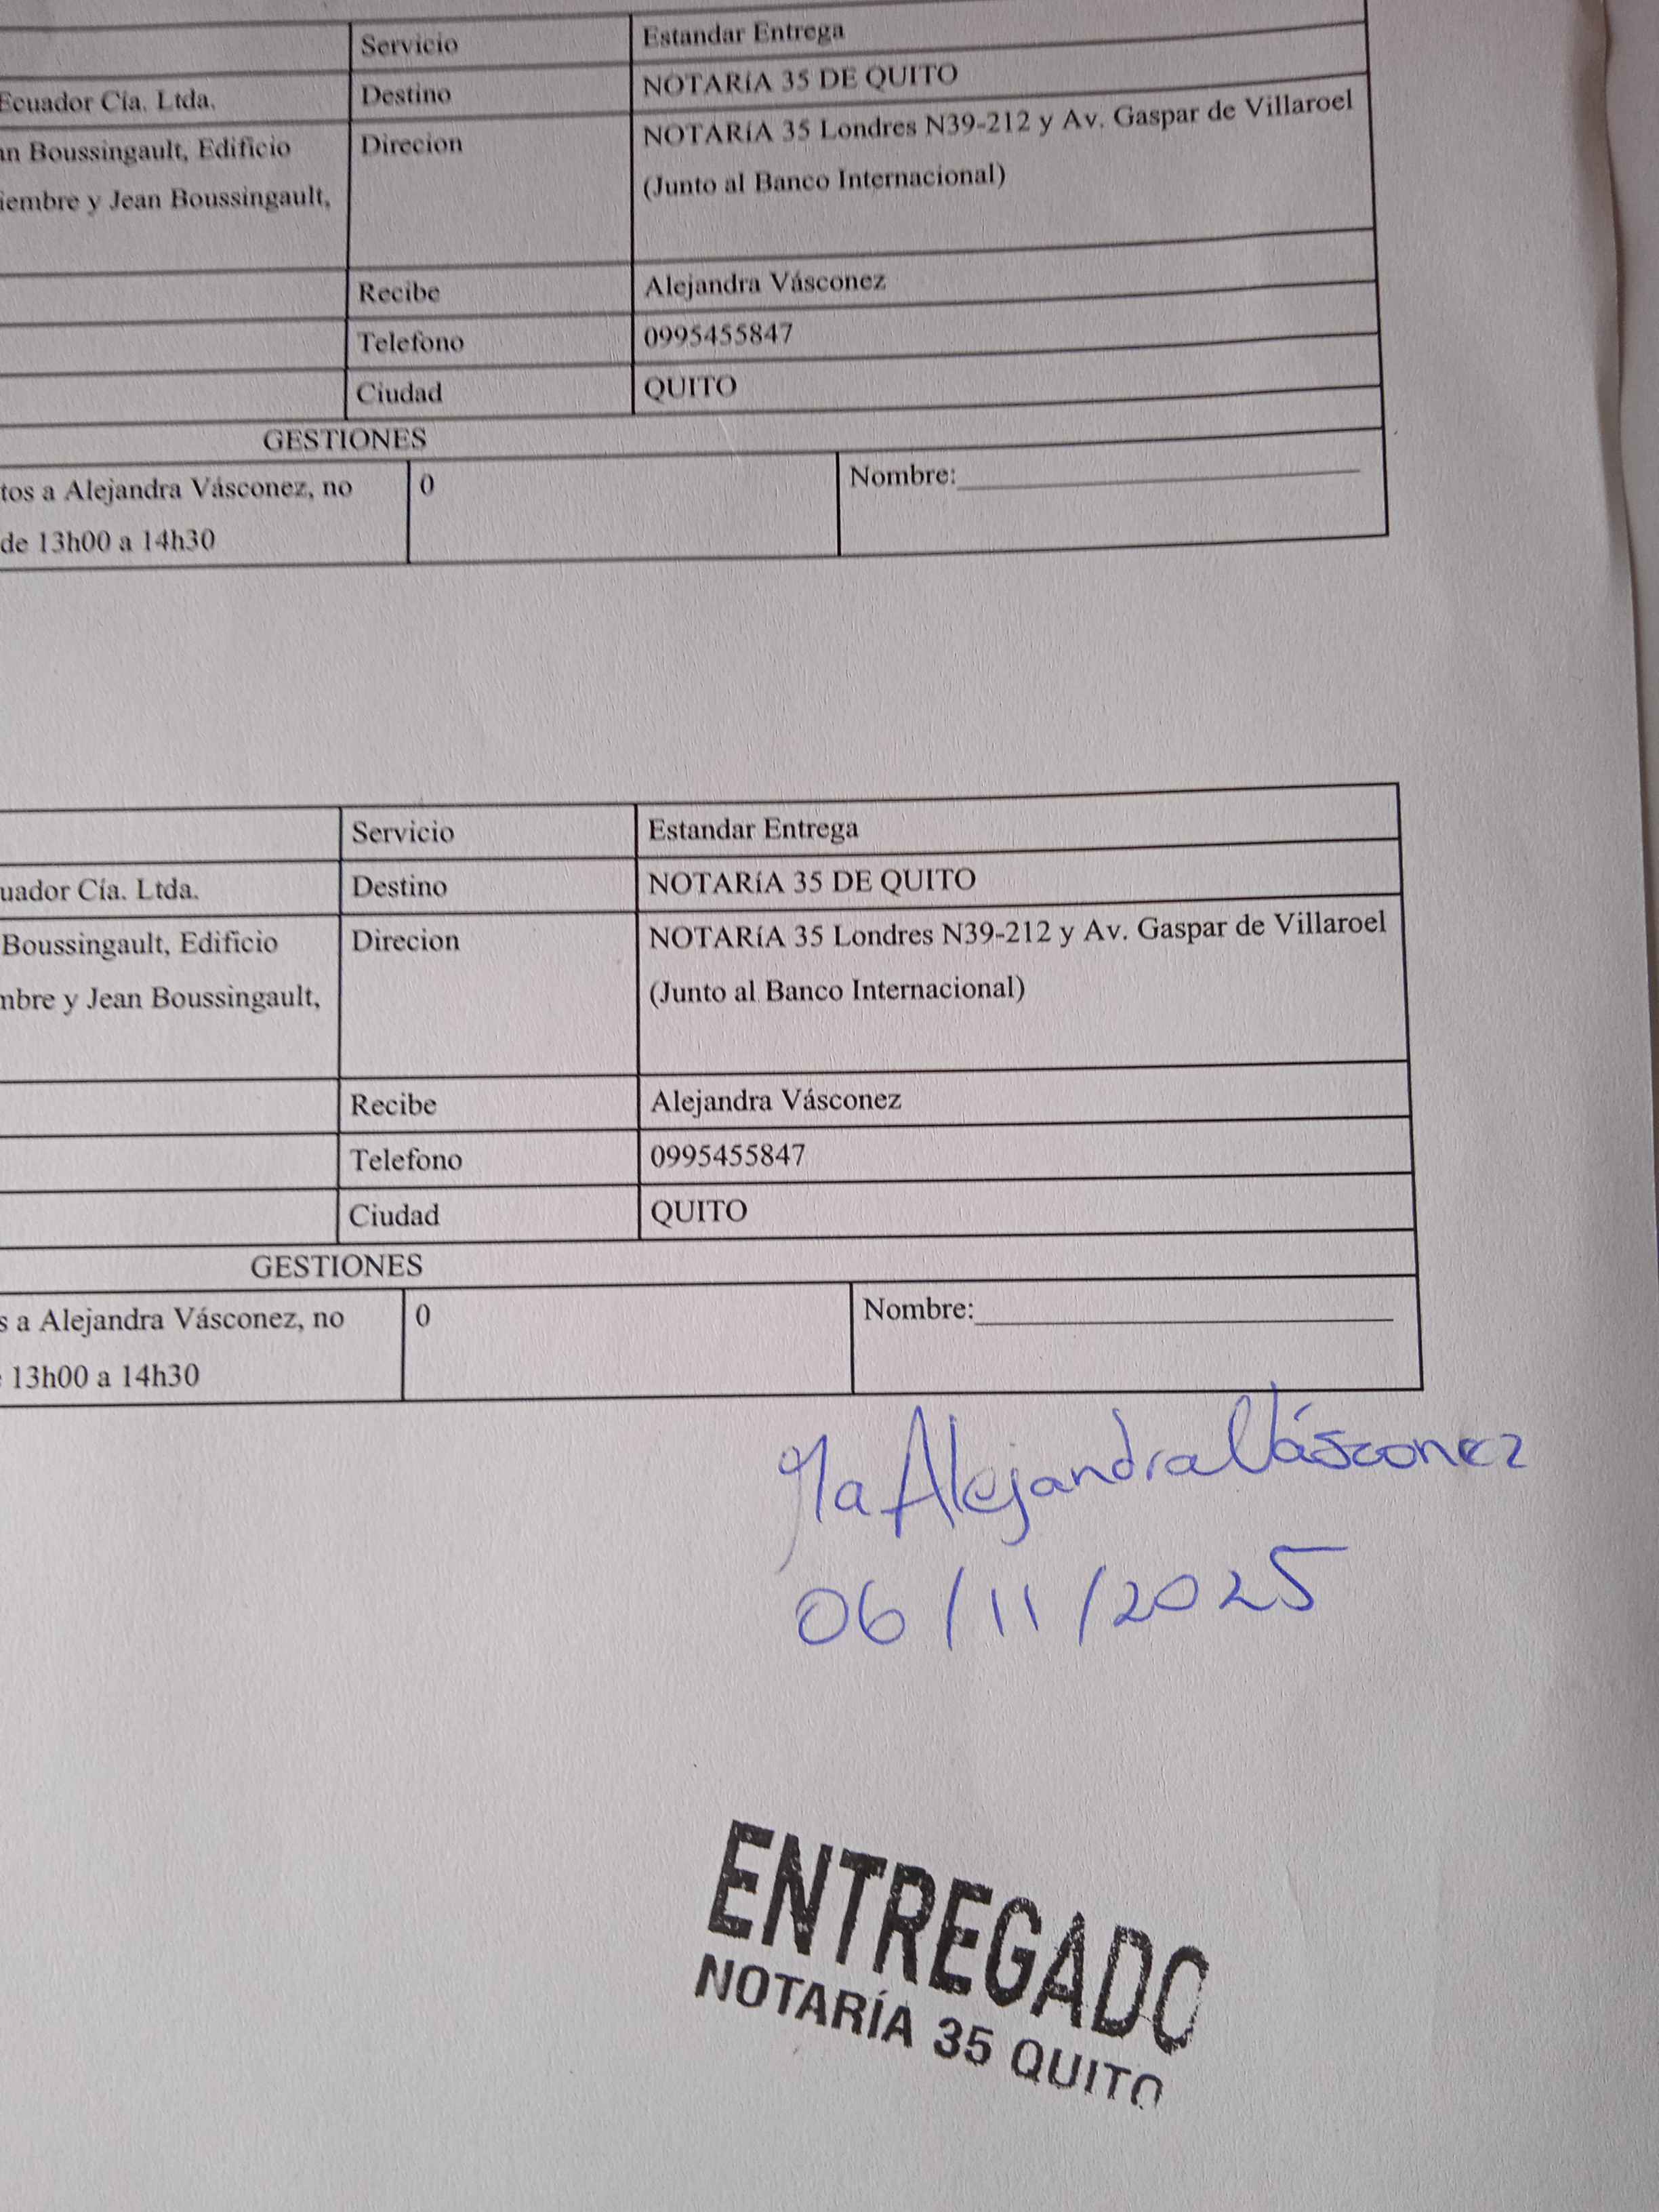 Servicio Estandar Entrega
Ecuador Cía. Ltda. Destino NOTARíA 35 DE QUITO
Boussingault, Edificio Direcion NOTARíA 35 Londres N39-212 y Av. Gaspar de Villaroel
y Jean Boussingault, (Junto al Banco Internacional)
Recibe Alejandra Vásconez
Telefono 0995455847
Ciudad QUITO
GESTIONES
a Alejandra Vásconez, no 0 Nombre:
de 13h00 a 14h30
Servicio Estandar Entrega
Cía. Ltda. Destino NOTARíA 35 DE QUITO
Boussingault, Edificio Direcion NOTARíA 35 Londres N39-212 y Av. Gaspar de Villaroel
y Jean Boussingault, (Junto al Banco Internacional)
Recibe Alejandra Vásconez
Telefono 0995455847
Ciudad QUITO
GESTIONES
a Alejandra Vásconez, no 0 Nombre:
13h00 a 14h30
Ma Alejandra Vásconez
06/11/2025
ENTREGADO
NOTARÍA 35 QUITO